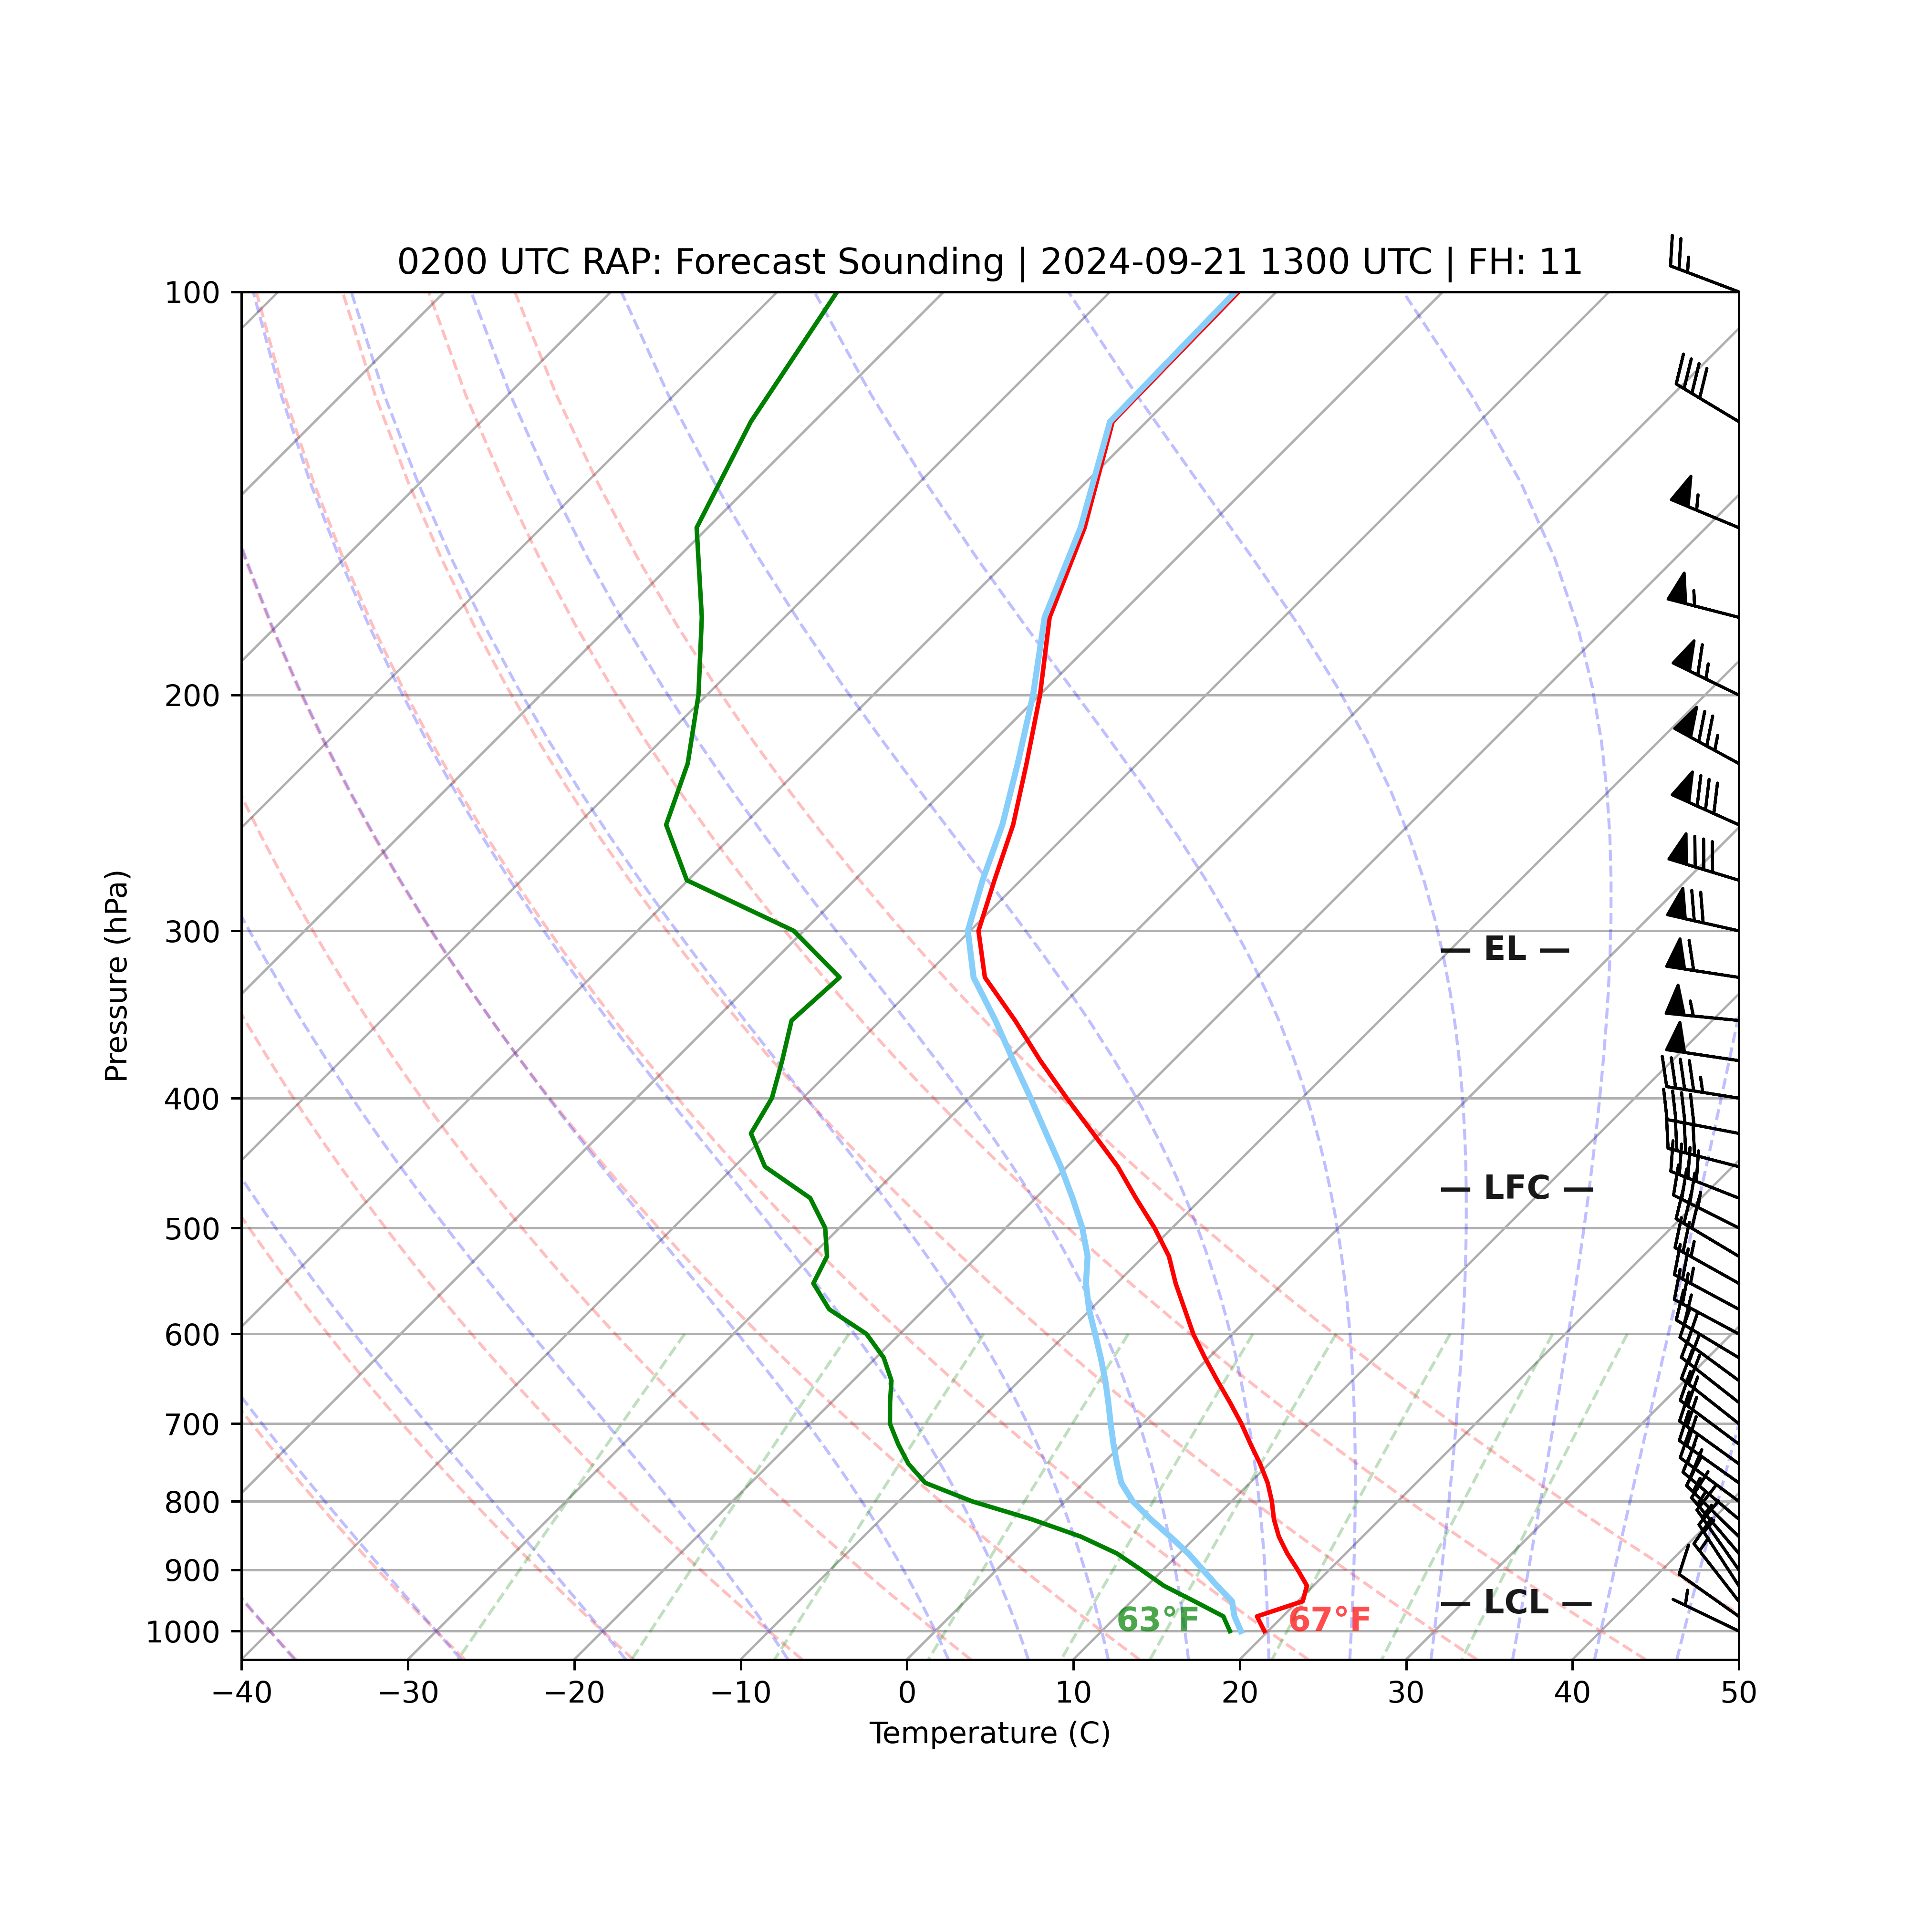 0200 UTC RAP: Forecast Sounding | 2024-09-21 1300 UTC | FH: 11
100
200
300
— EL —
400
— LFC —
500
600
700
800
900
— LCL —
63°F
67°F
1000
Pressure (hPa)
−40 −30 −20 −10 0 10 20 30 40 50
Temperature (C)